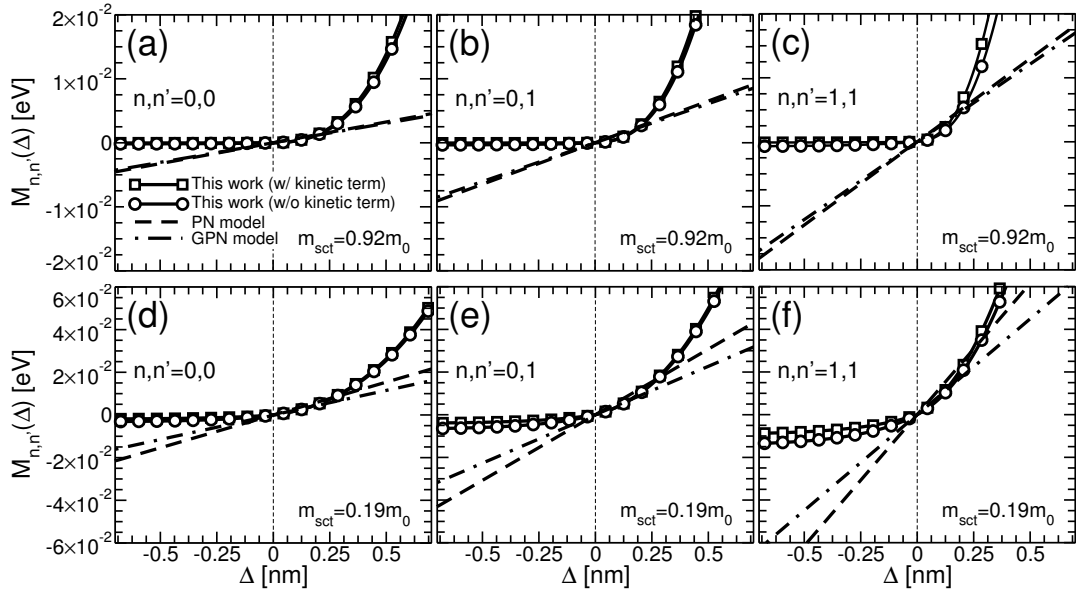 (a)
n,n'=0,0
This work (w/ kinetic term)
This work (w/o kinetic term)
PN model
GPN model
m_sct=0.92m_0
(b)
n,n'=0,1
m_sct=0.92m_0
(c)
n,n'=1,1
m_sct=0.92m_0
M_n,n'(Δ) [eV]
2×10^-2
1×10^-2
0
-1×10^-2
-2×10^-2
(d)
n,n'=0,0
m_sct=0.19m_0
(e)
n,n'=0,1
m_sct=0.19m_0
(f)
n,n'=1,1
m_sct=0.19m_0
M_n,n'(Δ) [eV]
6×10^-2
4×10^-2
2×10^-2
0
-2×10^-2
-4×10^-2
-6×10^-2
-0.5 -0.25 0 0.25 0.5
-0.5 -0.25 0 0.25 0.5
-0.5 -0.25 0 0.25 0.5
Δ [nm]
Δ [nm]
Δ [nm]